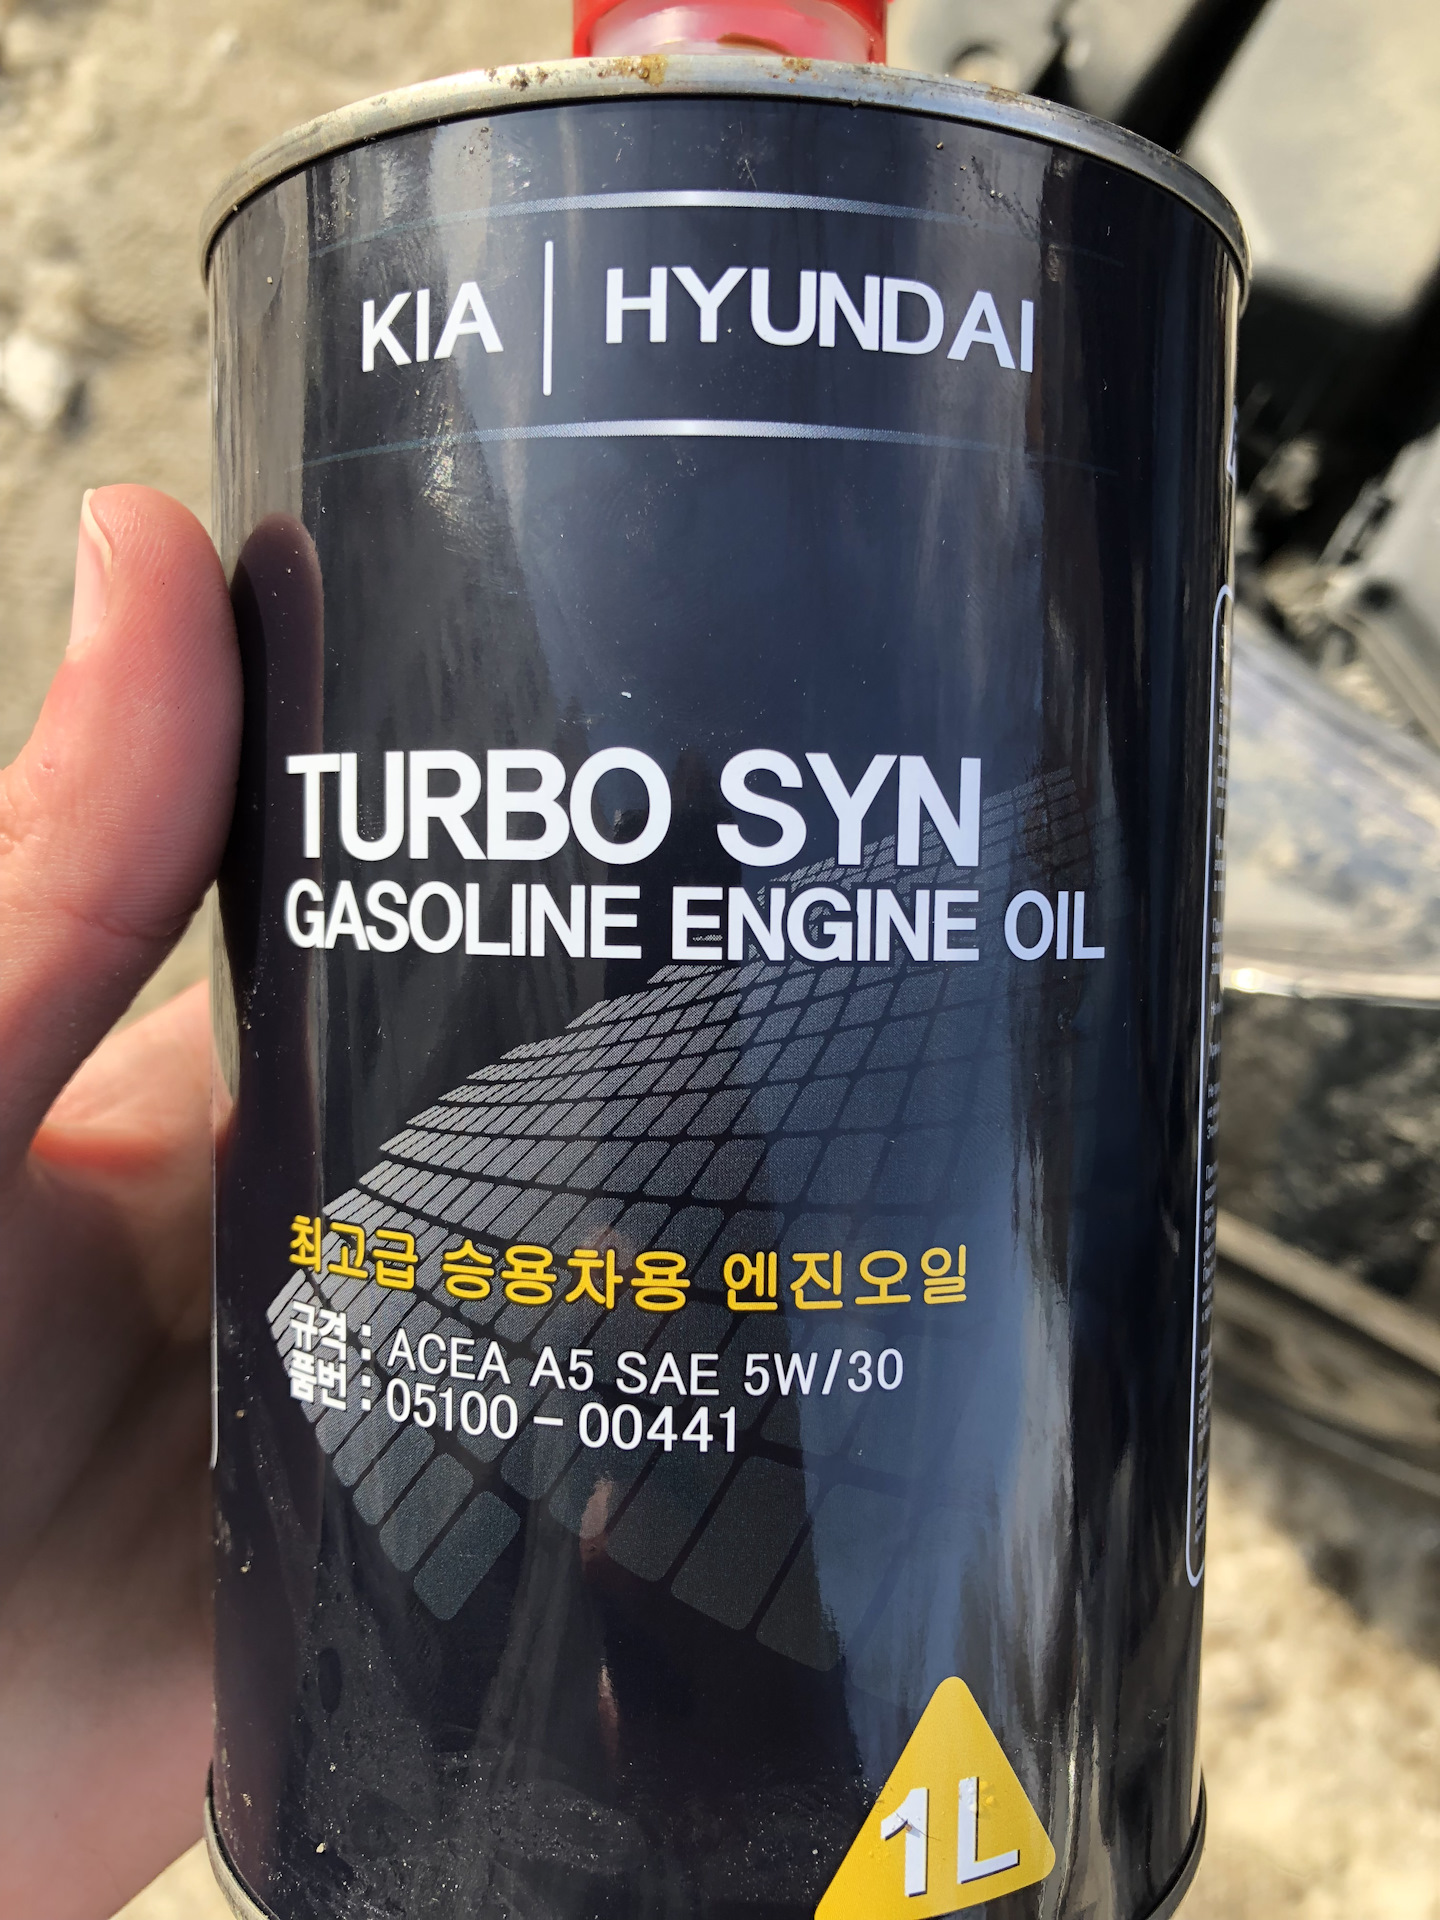 KIA | HYUNDAI
TURBO SYN
GASOLINE ENGINE OIL
최고급 승용차용 엔진오일
규격 : ACEA A5 SAE 5W/30
품번 : 05100-00441
1L